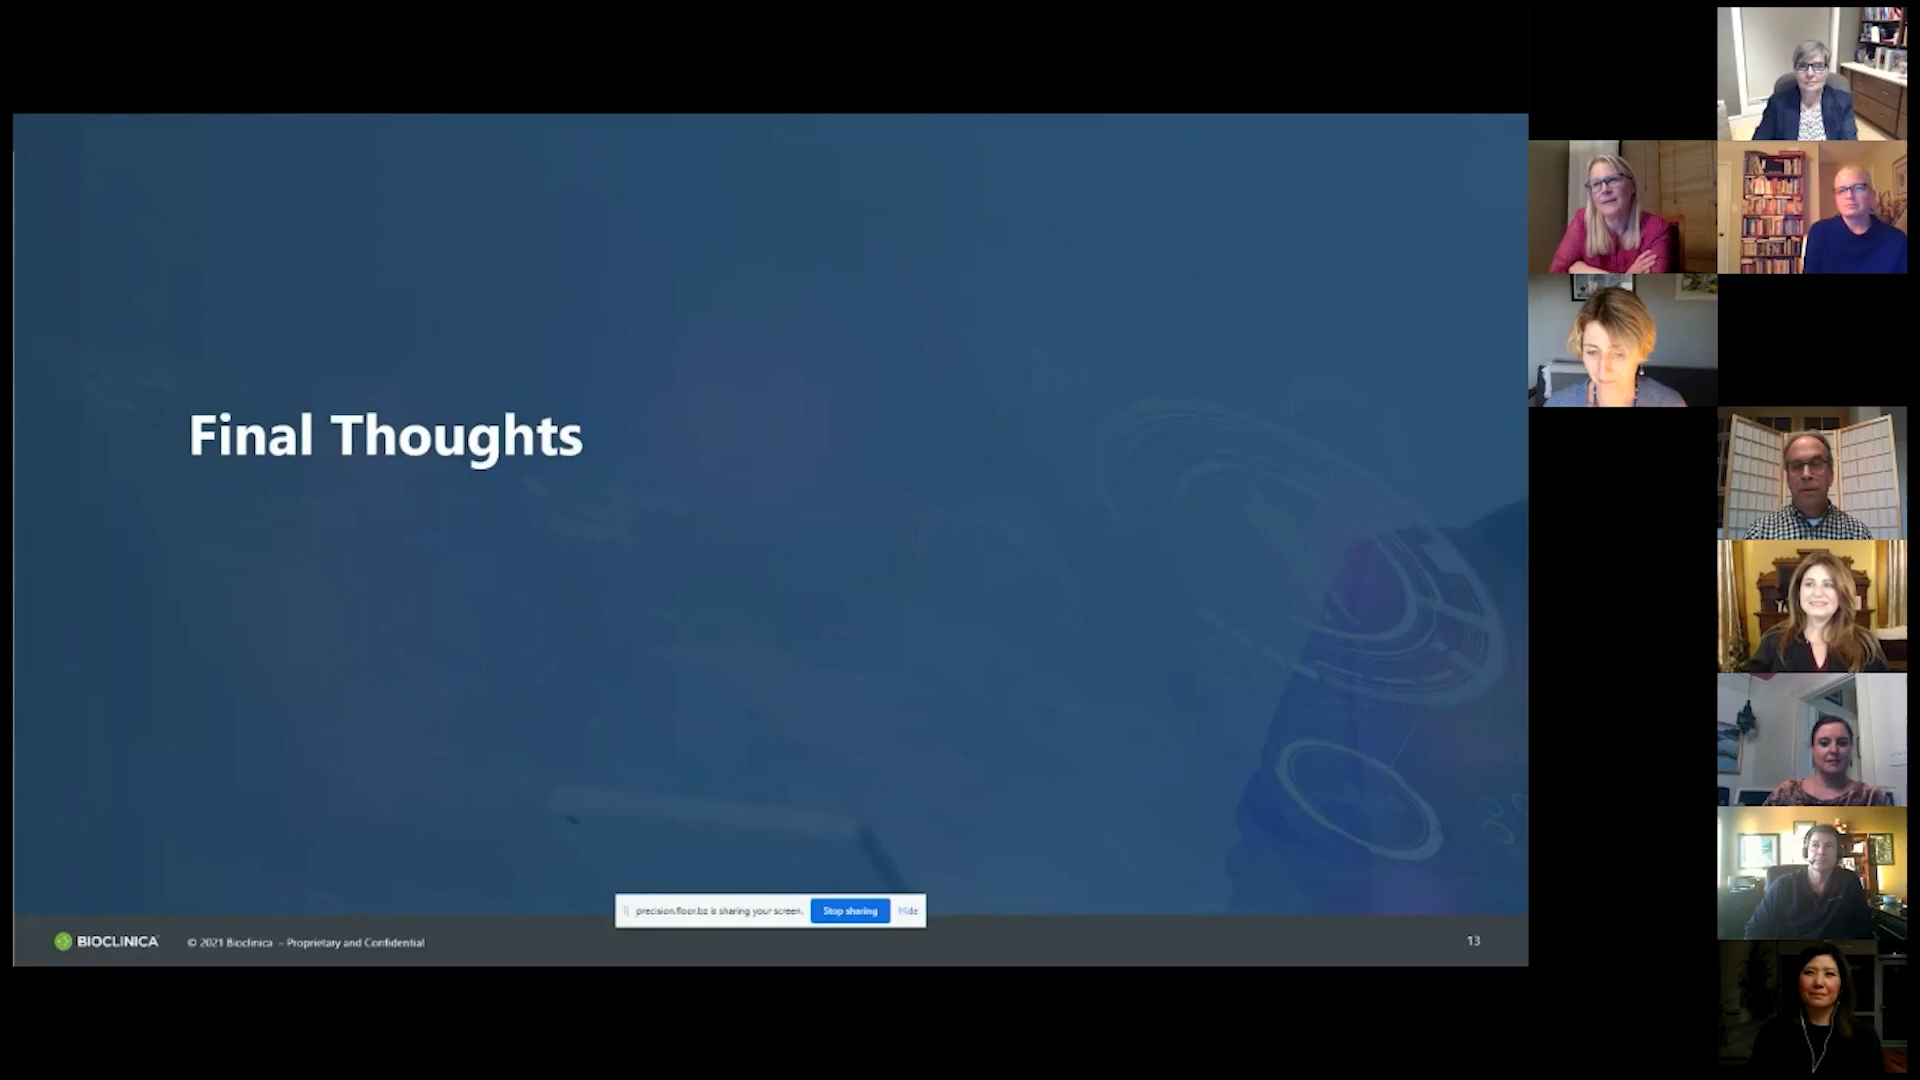 Final Thoughts
precision.floor.bz is sharing your screen. Stop sharing Hide
BIOCLINICA © 2021 Bioclinica – Proprietary and Confidential 13